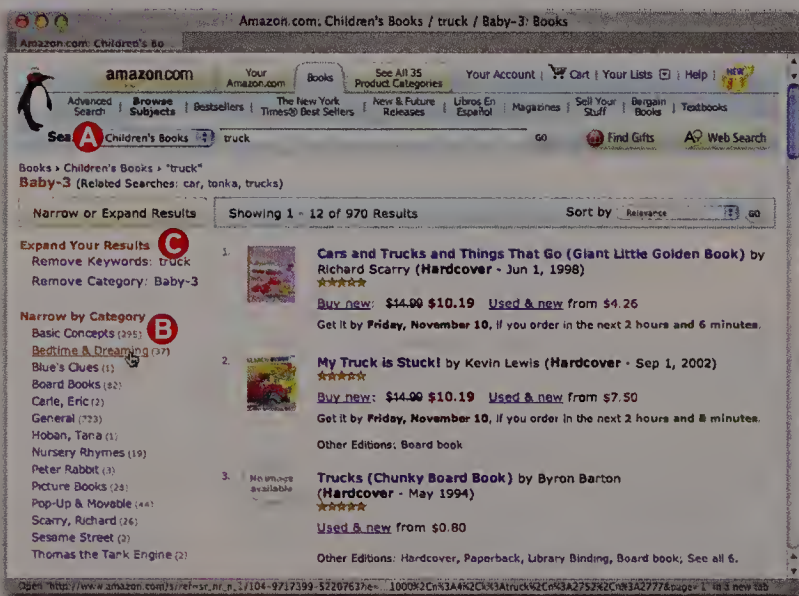 Amazon.com: Children's Books / truck / Baby-3: Books
Amazon.com: Children's Bo
amazon.com
Your Amazon.com
Books
See All 35 Product Categories
Your Account | Cart | Your Lists | Help | NEW
Advanced Search | Browse Subjects | Bestsellers | The New York Times® Best Sellers | New & Future Releases | Libros En Español | Magazines | Sell Your Stuff | Bargain Books | Textbooks
Sea A Children's Books truck GO Find Gifts A9 Web Search
Books › Children's Books › "truck"
Baby-3 (Related Searches: car, tonka, trucks)
Narrow or Expand Results
Showing 1 - 12 of 970 Results Sort by Relevance GO
Expand Your Results C
Remove Keywords: truck
Remove Category: Baby-3
Narrow by Category
Basic Concepts (295) B
Bedtime & Dreaming (37)
Blue's Clues (1)
Board Books (82)
Carle, Eric (2)
General (723)
Hoban, Tana (1)
Nursery Rhymes (19)
Peter Rabbit (3)
Picture Books (28)
Pop-Up & Movable (44)
Scarry, Richard (26)
Sesame Street (2)
Thomas the Tank Engine (2)
1.
Cars and Trucks and Things That Go (Giant Little Golden Book) by
Richard Scarry (Hardcover - Jun 1, 1998)
Buy new: $14.99 $10.19 Used & new from $4.26
Get it by Friday, November 10, if you order in the next 2 hours and 6 minutes.
2.
My Truck is Stuck! by Kevin Lewis (Hardcover - Sep 1, 2002)
Buy new: $14.99 $10.19 Used & new from $7.50
Get it by Friday, November 10, if you order in the next 2 hours and 8 minutes.
Other Editions: Board book
3.
No image
available
Trucks (Chunky Board Book) by Byron Barton
(Hardcover - May 1994)
Used & new from $0.80
Other Editions: Hardcover, Paperback, Library Binding, Board book; See all 6.